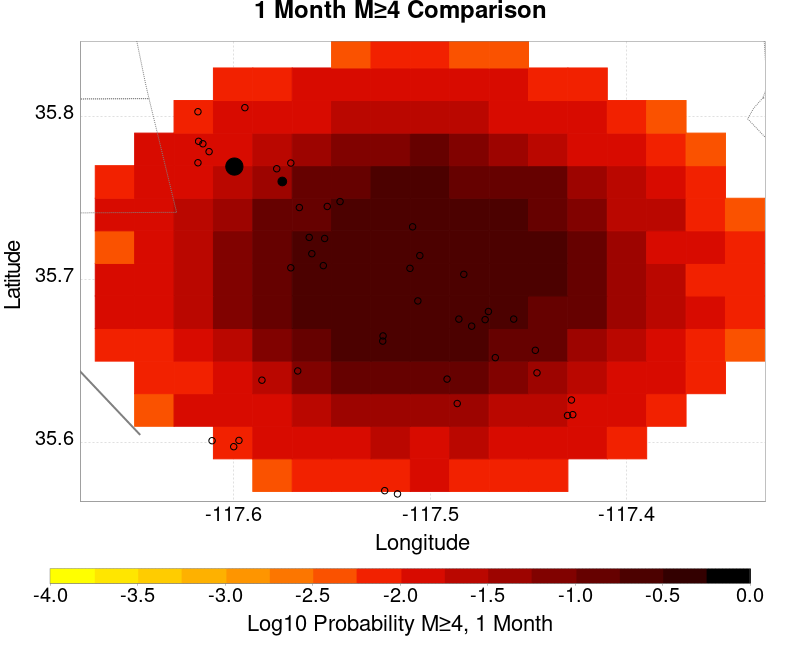 1 Month M≥4 Comparison
35.8
35.7
35.6
Latitude
-117.6 -117.5 -117.4
Longitude
-4.0 -3.5 -3.0 -2.5 -2.0 -1.5 -1.0 -0.5 0.0
Log10 Probability M≥4, 1 Month